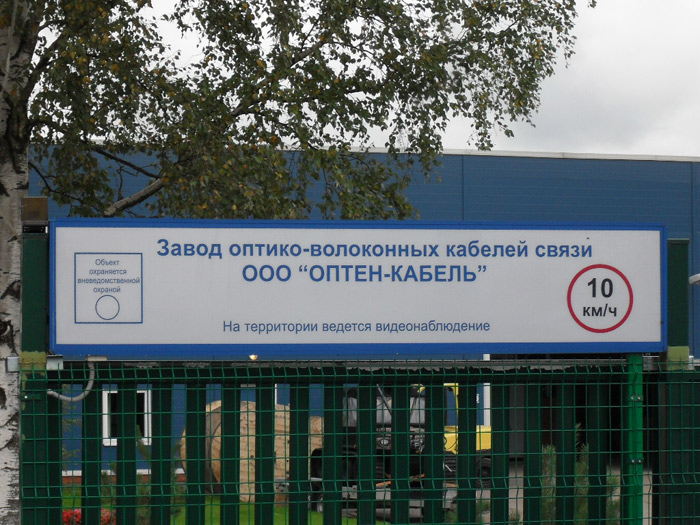 Объект
охраняется
вневедомственной
охраной
Завод оптико-волоконных кабелей связи
ООО “ОПТЕН-КАБЕЛЬ”
10
км/ч
На территории ведется видеонаблюдение